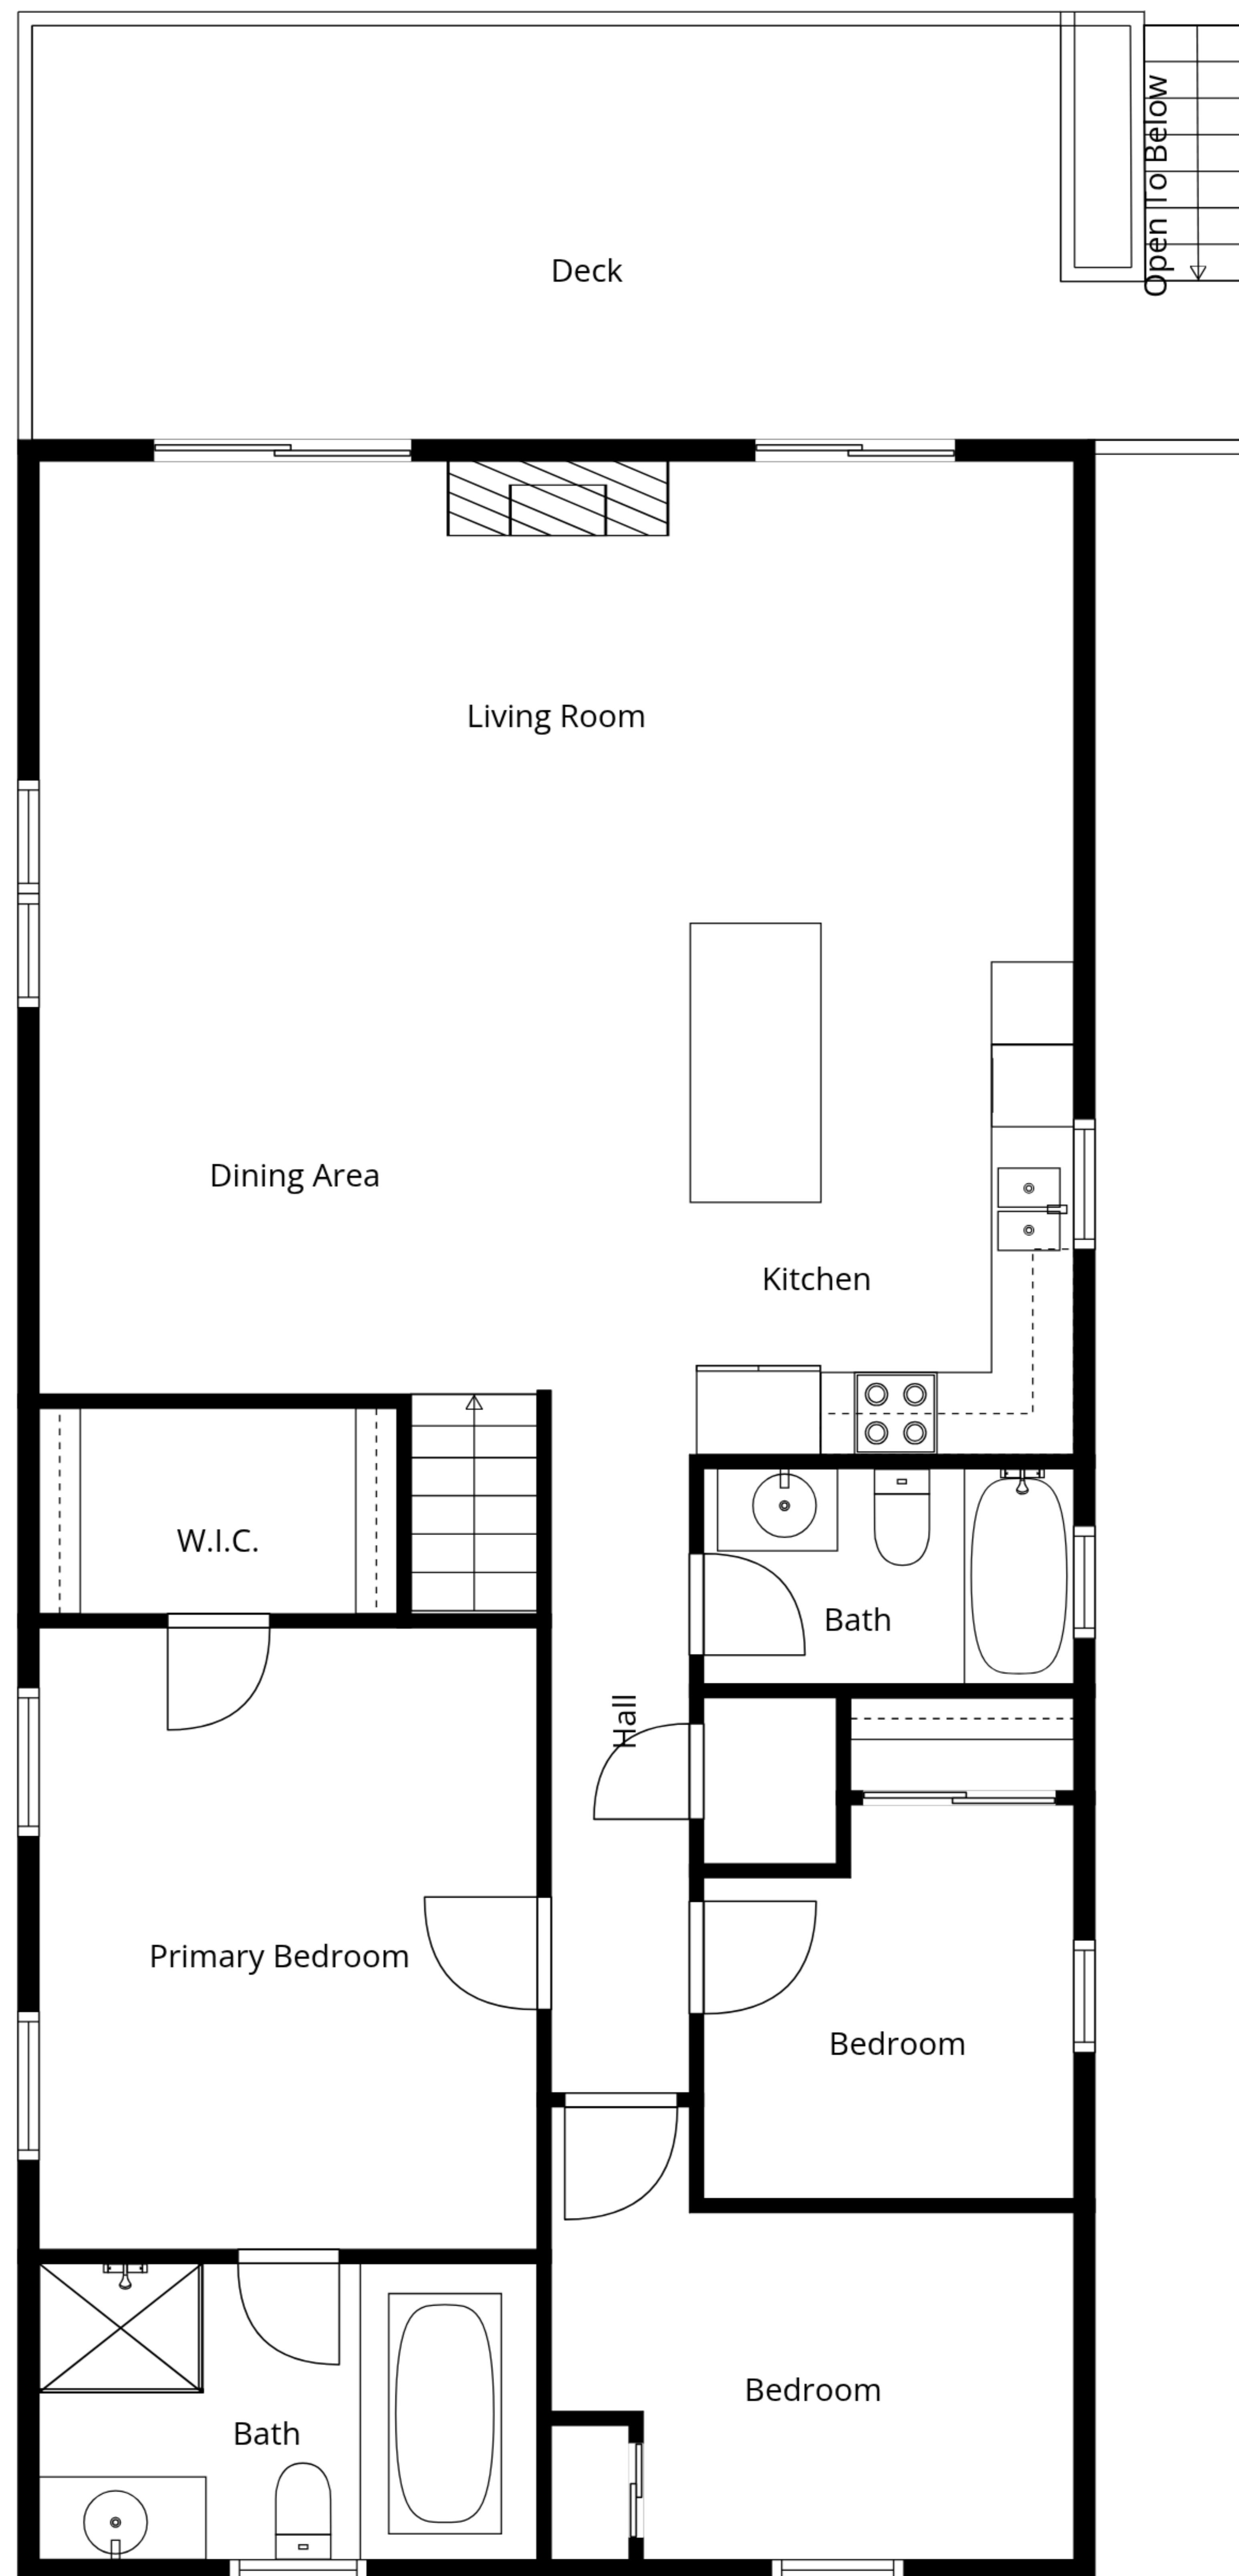 Open To Below
Deck
Living Room
Dining Area
Kitchen
W.I.C.
Bath
Hall
Primary Bedroom
Bedroom
Bedroom
Bath